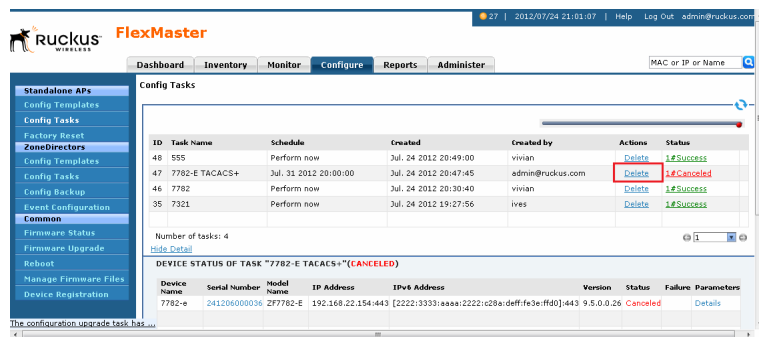 27 | 2012/07/24 21:01:07 | Help Log Out admin@ruckus.com
Ruckus WIRELESS FlexMaster
Dashboard Inventory Monitor Configure Reports Administer MAC or IP or Name
Standalone APs
Config Templates
Config Tasks
Factory Reset
ZoneDirectors
Config Templates
Config Tasks
Config Backup
Event Configuration
Common
Firmware Status
Firmware Upgrade
Reboot
Manage Firmware Files
Device Registration
The configuration upgrade task has ...
Config Tasks
ID Task Name Schedule Created Created by Actions Status
48 555 Perform now Jul. 24 2012 20:49:00 vivian Delete 1#Success
47 7782-E TACACS+ Jul. 31 2012 20:00:00 Jul. 24 2012 20:47:45 admin@ruckus.com Delete 1#Canceled
46 7782 Perform now Jul. 24 2012 20:30:40 vivian Delete 1#Success
35 7321 Perform now Jul. 24 2012 19:27:56 ives Delete 1#Success
Number of tasks: 4 1
Hide Detail
DEVICE STATUS OF TASK "7782-E TACACS+"(CANCELED)
Device Name Serial Number Model Name IP Address IPv6 Address Version Status Failure Parameters
7782-e 241206000036 ZF7782-E 192.168.22.154:443 [2222:3333:aaaa:2222:c28a:deff:fe3e:ffd0]:443 9.5.0.0.26 Canceled Details